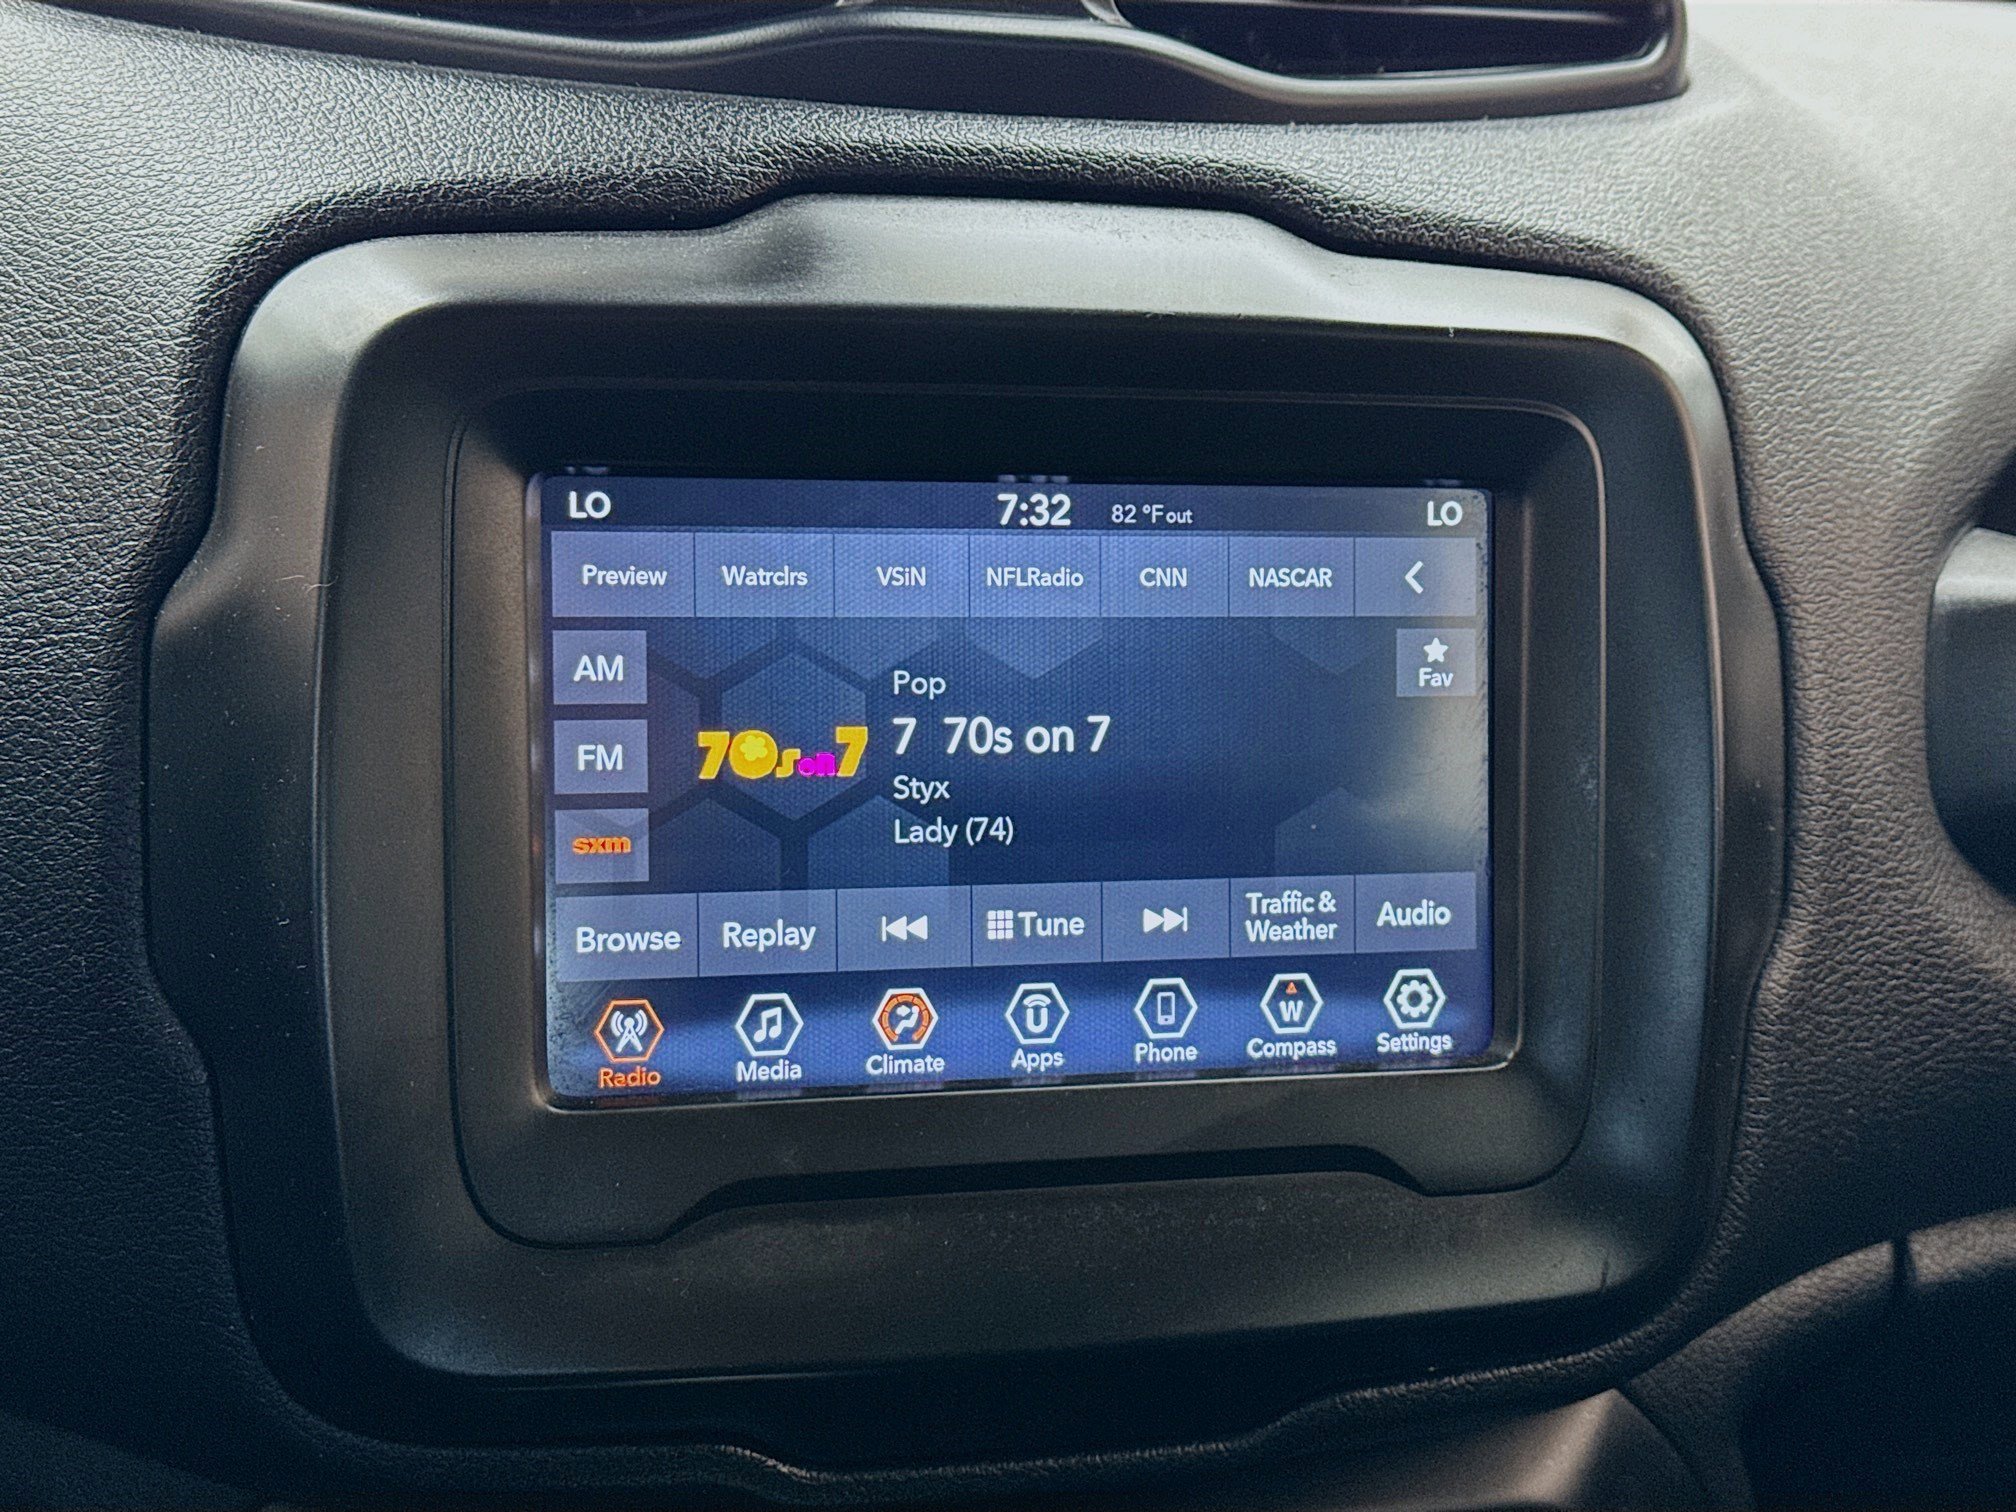 LO 7:32 82 °F out LO
Preview Watrclrs VSiN NFLRadio CNN NASCAR
AM
Fav
Pop
FM
70s on 7
7 70s on 7
Styx
sxm
Lady (74)
Browse Replay Tune Traffic & Weather Audio
W
Radio Media Climate Apps Phone Compass Settings